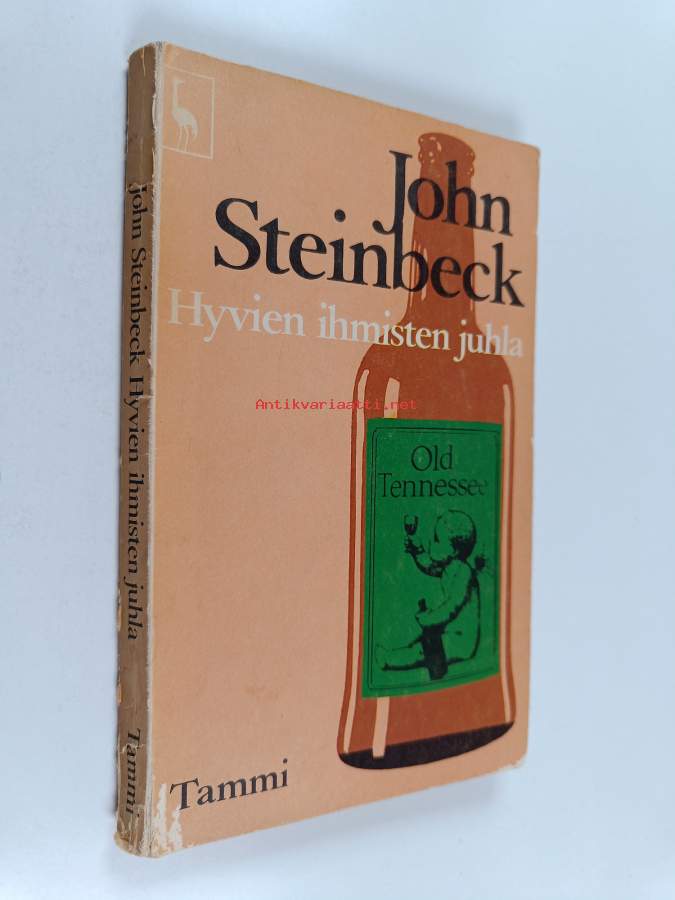 John
Steinbeck
Hyvien ihmisten juhla
Old
Tennessee
Tammi
John Steinbeck Hyvien ihmisten juhla
Tammi
Antikvariaatti.net